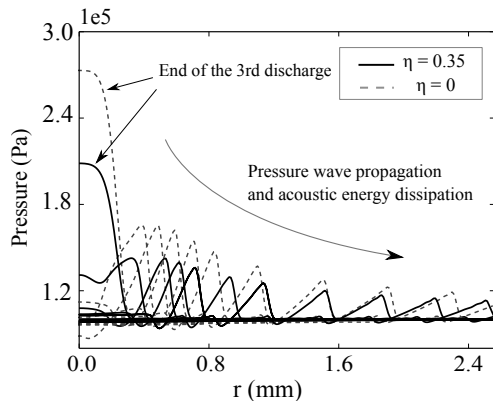 3.0 1e5
η = 0.35
η = 0
End of the 3rd discharge
2.4
Pressure wave propagation
and acoustic energy dissipation
1.8
1.2
Pressure (Pa)
0.0 0.8 1.6 2.4
r (mm)